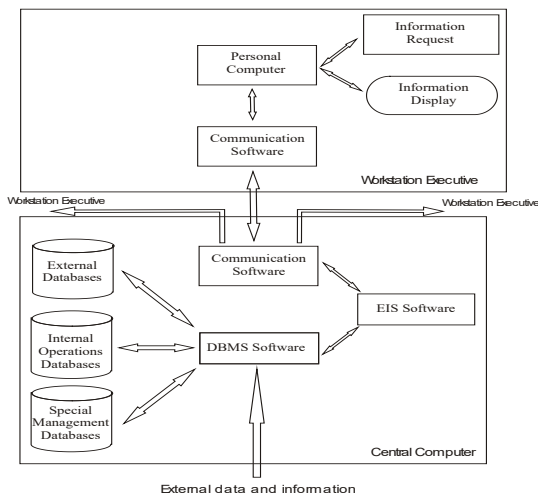 Information
Request
Personal
Computer
Information
Display
Communication
Software
Workstation Executive
Workstation Executive
Workstation Executive
Communication
Software
External
Databases
EIS Software
Internal
Operations
Databases
DBMS Software
Special
Management
Databases
Central Computer
External data and information